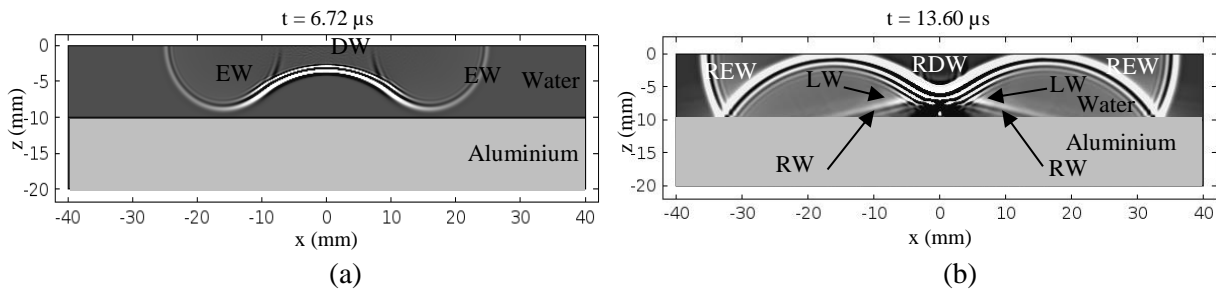 t = 6.72 µs
0
DW
EW
EW
-5
Water
z (mm)
-10
-15
Aluminium
-20
-40 -30 -20 -10 0 10 20 30 40
x (mm)
(a)
t = 13.60 µs
0
REW
RDW
REW
LW
LW
-5
Water
z (mm)
-10
Aluminium
-15
RW
RW
-20
-40 -30 -20 -10 0 10 20 30 40
x (mm)
(b)